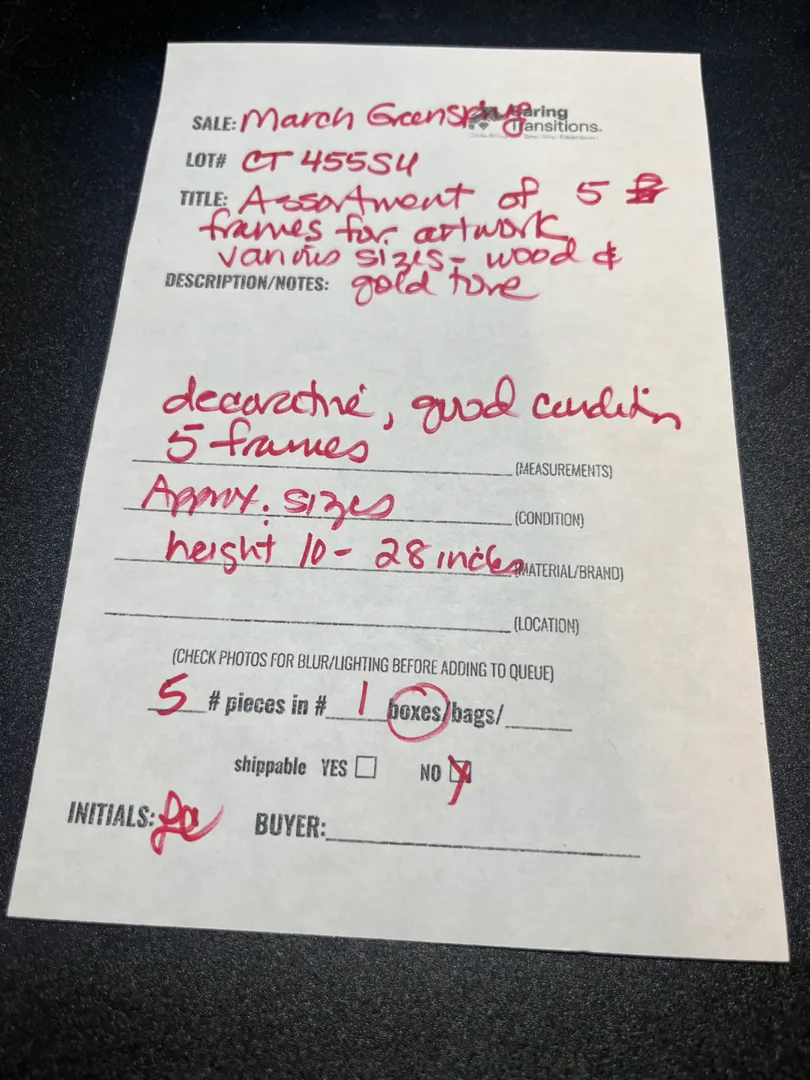 SALE: March Greenspring Caring
Transitions
LOT# CT 455SU
TITLE: Assortment of 5
frames for artwork
various sizes - wood &
DESCRIPTION/NOTES: gold tone
decorative, good condition
5 frames (MEASUREMENTS)
Approx. sizes (CONDITION)
height 10 - 28 inches (MATERIAL/BRAND)
(LOCATION)
(CHECK PHOTOS FOR BLUR/LIGHTING BEFORE ADDING TO QUEUE)
5 # pieces in # 1 boxes/bags/
shippable YES NO
INITIALS: BUYER: